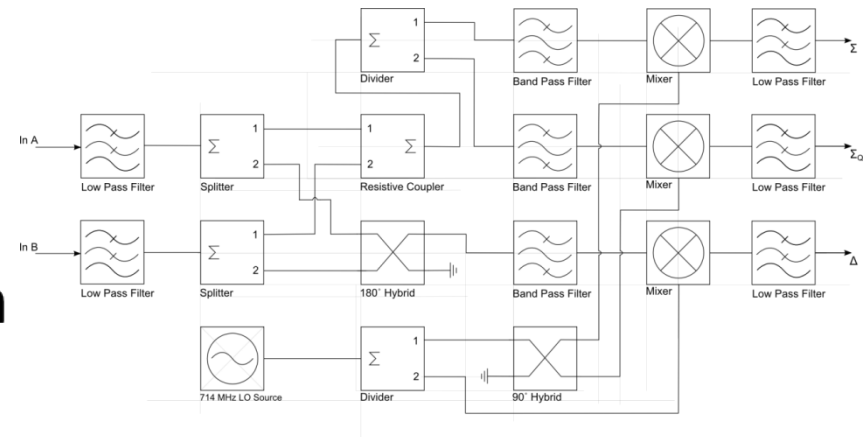 1
Σ
2
Divider
Band Pass Filter
Mixer
Low Pass Filter
Σ
In A
Low Pass Filter
Σ
1
2
Splitter
1
2
Σ
Resistive Coupler
Band Pass Filter
Mixer
Low Pass Filter
ΣQ
In B
Low Pass Filter
Σ
1
2
Splitter
180° Hybrid
Band Pass Filter
Mixer
Low Pass Filter
Δ
714 MHz LO Source
Σ
1
2
Divider
90° Hybrid